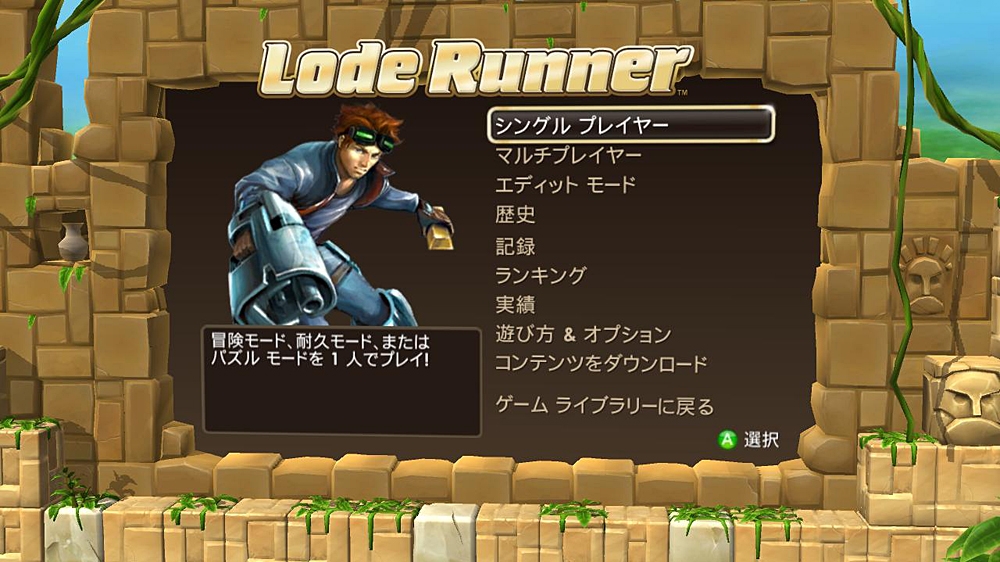 Lode Runner™
シングル プレイヤー
マルチプレイヤー
エディット モード
歴史
記録
ランキング
実績
遊び方 & オプション
コンテンツをダウンロード
ゲーム ライブラリーに戻る
冒険モード、耐久モード、または
パズル モードを 1 人でプレイ!
A 選択